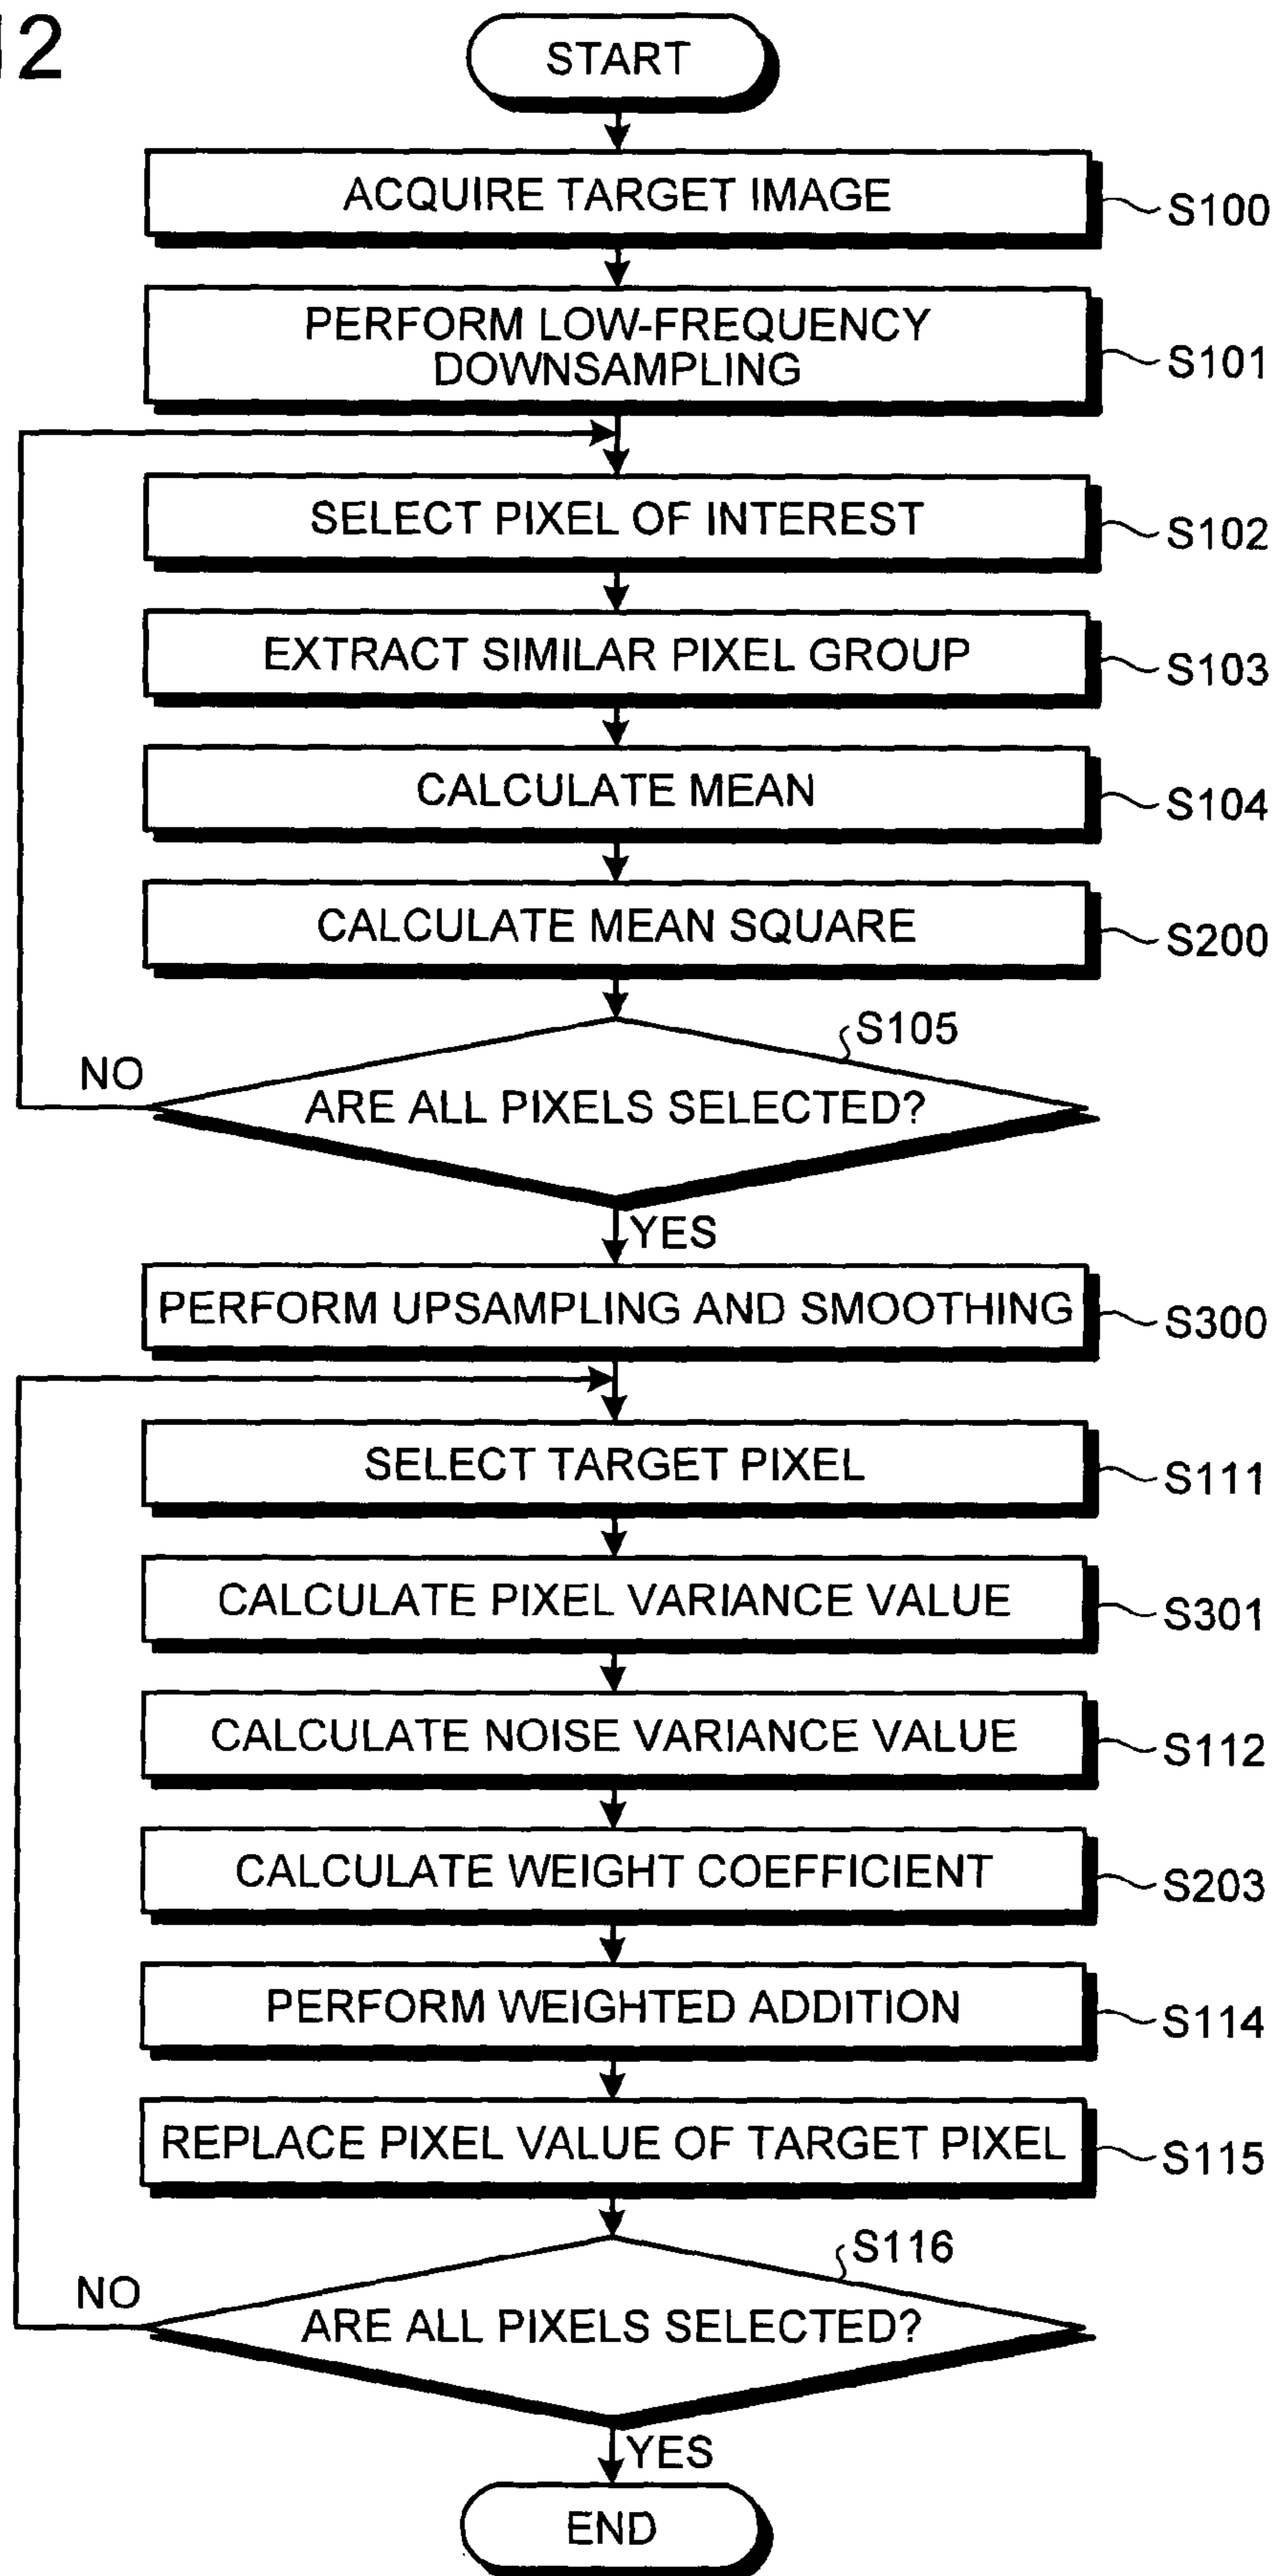 12
START
ACQUIRE TARGET IMAGE
S100
PERFORM LOW-FREQUENCY
DOWNSAMPLING
S101
SELECT PIXEL OF INTEREST
S102
EXTRACT SIMILAR PIXEL GROUP
S103
CALCULATE MEAN
S104
CALCULATE MEAN SQUARE
S200
S105
NO
ARE ALL PIXELS SELECTED?
YES
PERFORM UPSAMPLING AND SMOOTHING
S300
SELECT TARGET PIXEL
S111
CALCULATE PIXEL VARIANCE VALUE
S301
CALCULATE NOISE VARIANCE VALUE
S112
CALCULATE WEIGHT COEFFICIENT
S203
PERFORM WEIGHTED ADDITION
S114
REPLACE PIXEL VALUE OF TARGET PIXEL
S115
S116
NO
ARE ALL PIXELS SELECTED?
YES
END